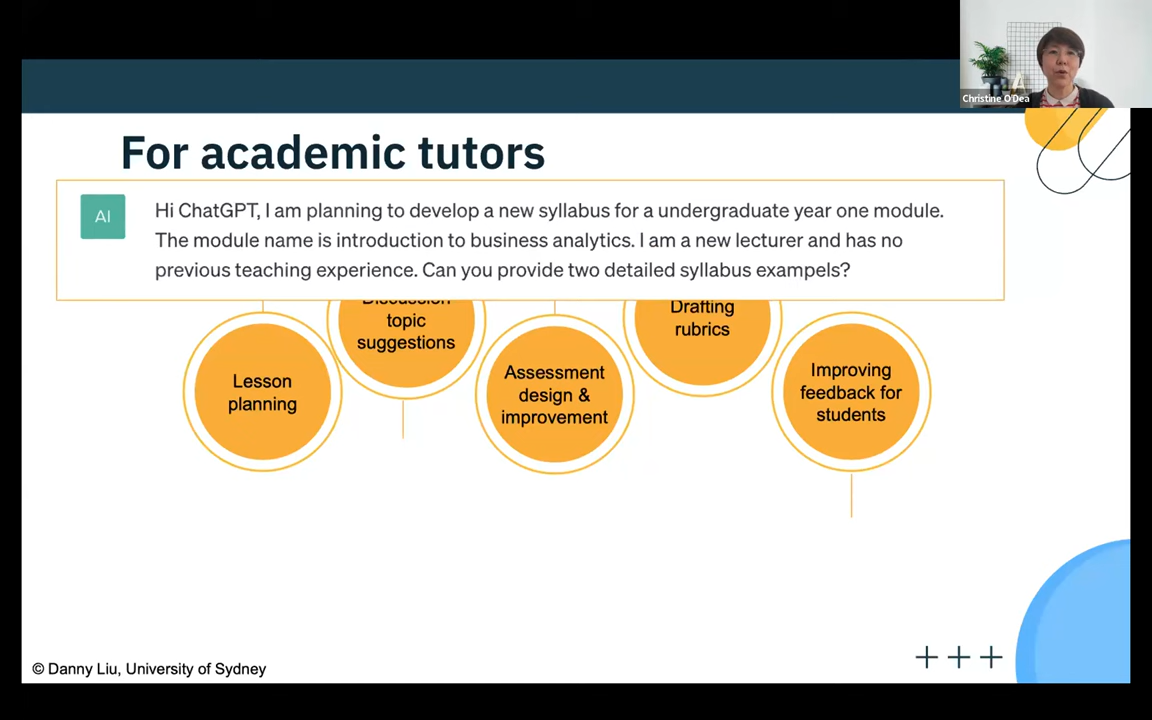 Christine O'Dea
For academic tutors
AI
Hi ChatGPT, I am planning to develop a new syllabus for a undergraduate year one module.
The module name is introduction to business analytics. I am a new lecturer and has no
previous teaching experience. Can you provide two detailed syllabus exampels?
Discussion
topic
suggestions
Drafting
rubrics
Lesson
planning
Assessment
design &
improvement
Improving
feedback for
students
© Danny Liu, University of Sydney